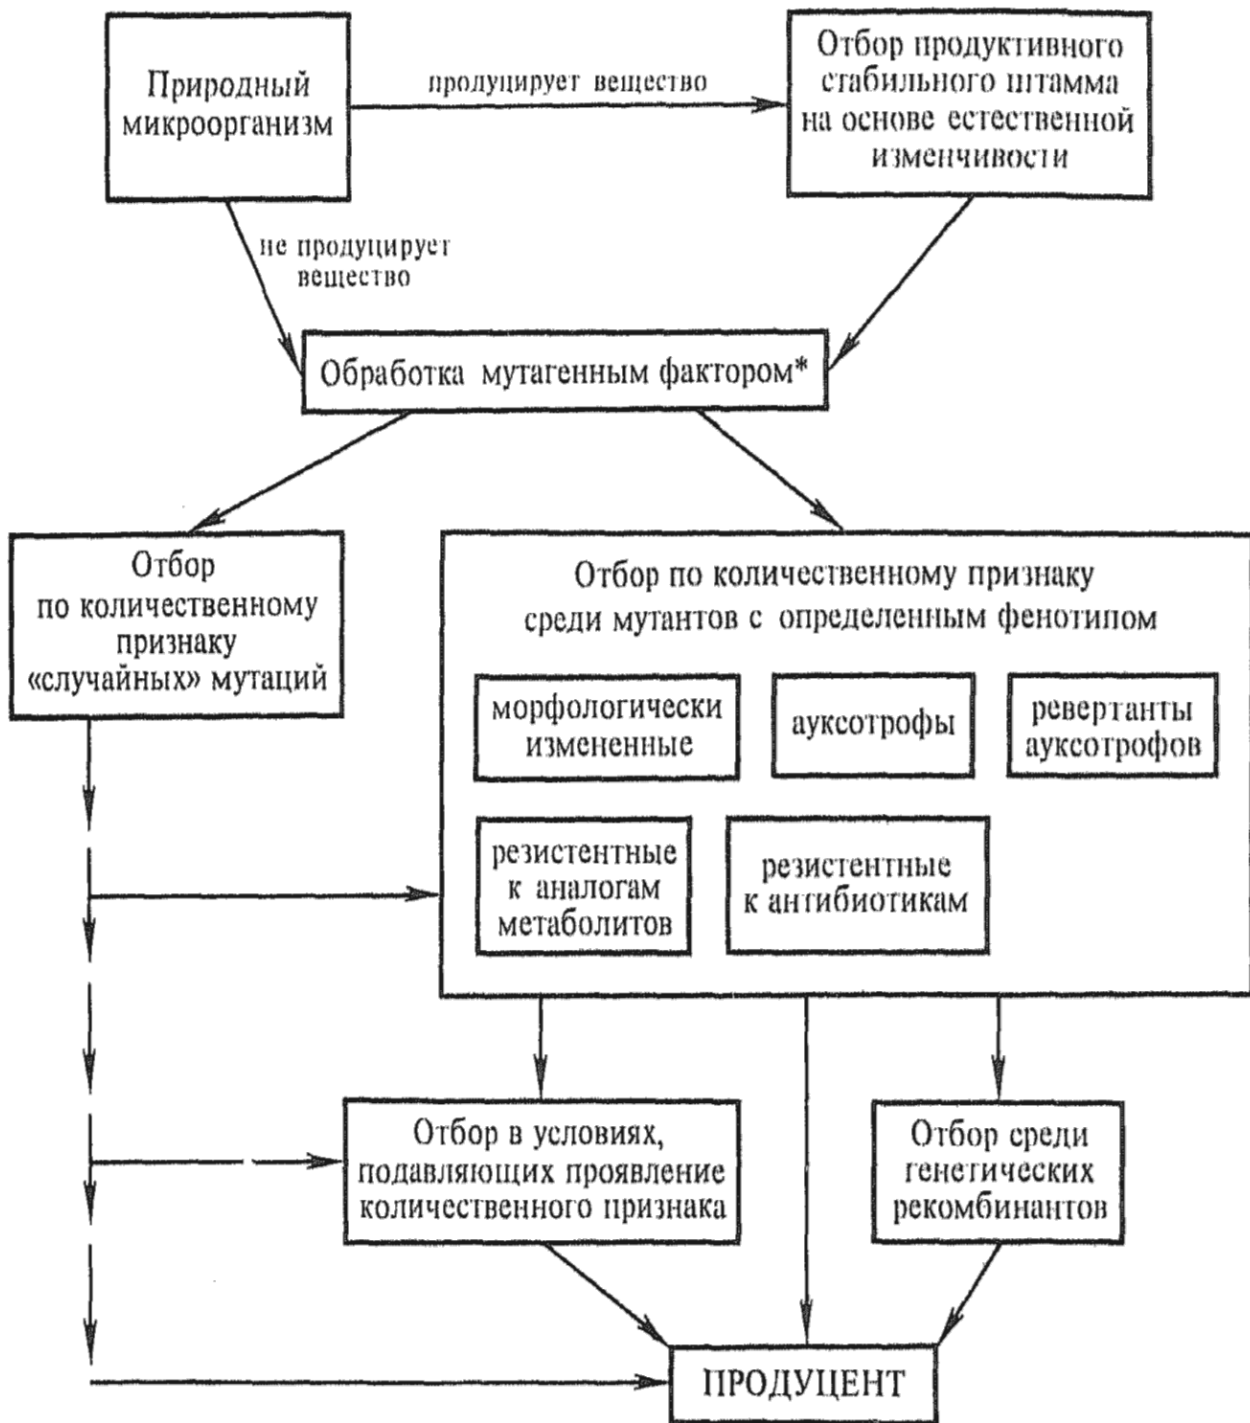 Природный
микроорганизм
продуцирует вещество
Отбор продуктивного
стабильного штамма
на основе естественной
изменчивости
не продуцирует
вещество
Обработка мутагенным фактором*
Отбор
по количественному
признаку
«случайных» мутаций
Отбор по количественному признаку
среди мутантов с определенным фенотипом
морфологически
измененные
ауксотрофы
ревертанты
ауксотрофов
резистентные
к аналогам
метаболитов
резистентные
к антибиотикам
Отбор в условиях,
подавляющих проявление
количественного признака
Отбор среди
генетических
рекомбинантов
ПРОДУЦЕНТ